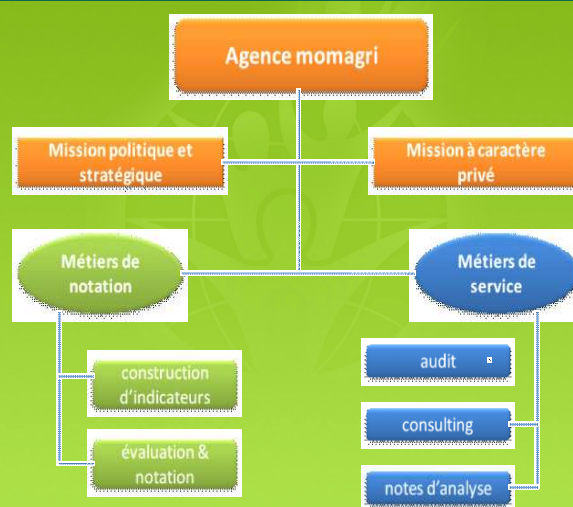 Agence momagri
Mission politique et
stratégique
Mission à caractère
privé
Métiers de
notation
Métiers de
service
construction
d'indicateurs
évaluation &
notation
audit
consulting
notes d'analyse